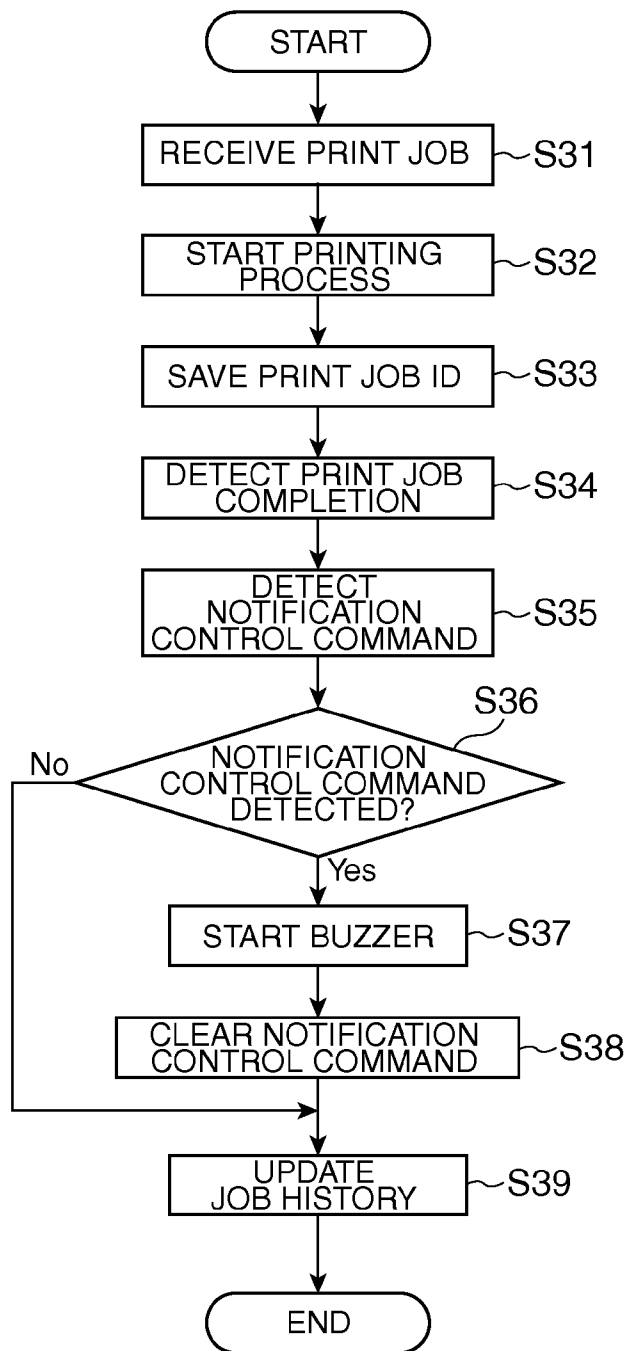 START
RECEIVE PRINT JOB
S31
START PRINTING
PROCESS
S32
SAVE PRINT JOB ID
S33
DETECT PRINT JOB
COMPLETION
S34
DETECT
NOTIFICATION
CONTROL COMMAND
S35
S36
No
NOTIFICATION
CONTROL COMMAND
DETECTED?
Yes
START BUZZER
S37
CLEAR NOTIFICATION
CONTROL COMMAND
S38
UPDATE
JOB HISTORY
S39
END